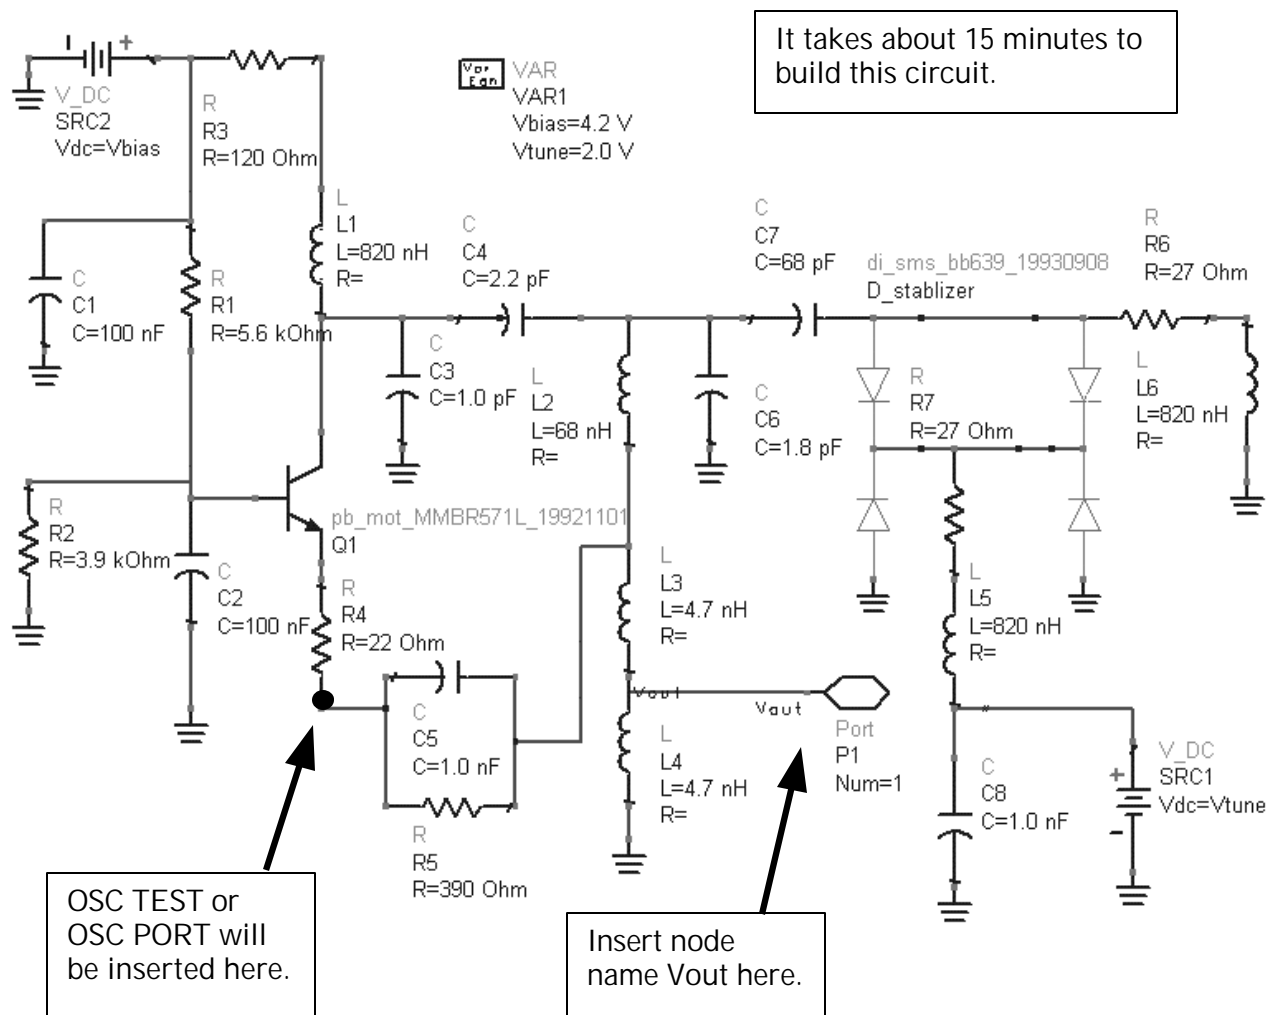 It takes about 15 minutes to
build this circuit.
- +
V_DC
SRC2
Vdc=Vbias
R
R3
R=120 Ohm
Var
Eqn
VAR
VAR1
Vbias=4.2 V
Vtune=2.0 V
L
L1
L=820 nH
R=
C
C4
C=2.2 pF
C
C7
C=68 pF
di_sms_bb639_19930908
D_stablizer
R
R6
R=27 Ohm
C
C1
C=100 nF
R
R1
R=5.6 kOhm
C
C3
C=1.0 pF
L
L2
L=68 nH
R=
C
C6
C=1.8 pF
R
R7
R=27 Ohm
L
L6
L=820 nH
R=
R
R2
R=3.9 kOhm
pb_mot_MMBR571L_19921101
Q1
C
C2
C=100 nF
R
R4
R=22 Ohm
L
L3
L=4.7 nH
R=
L
L5
L=820 nH
R=
Vout
Vout
C
C5
C=1.0 nF
L
L4
L=4.7 nH
R=
Port
P1
Num=1
R
R5
R=390 Ohm
C
C8
C=1.0 nF
+
-
V_DC
SRC1
Vdc=Vtune
OSC TEST or
OSC PORT will
be inserted here.
Insert node
name Vout here.